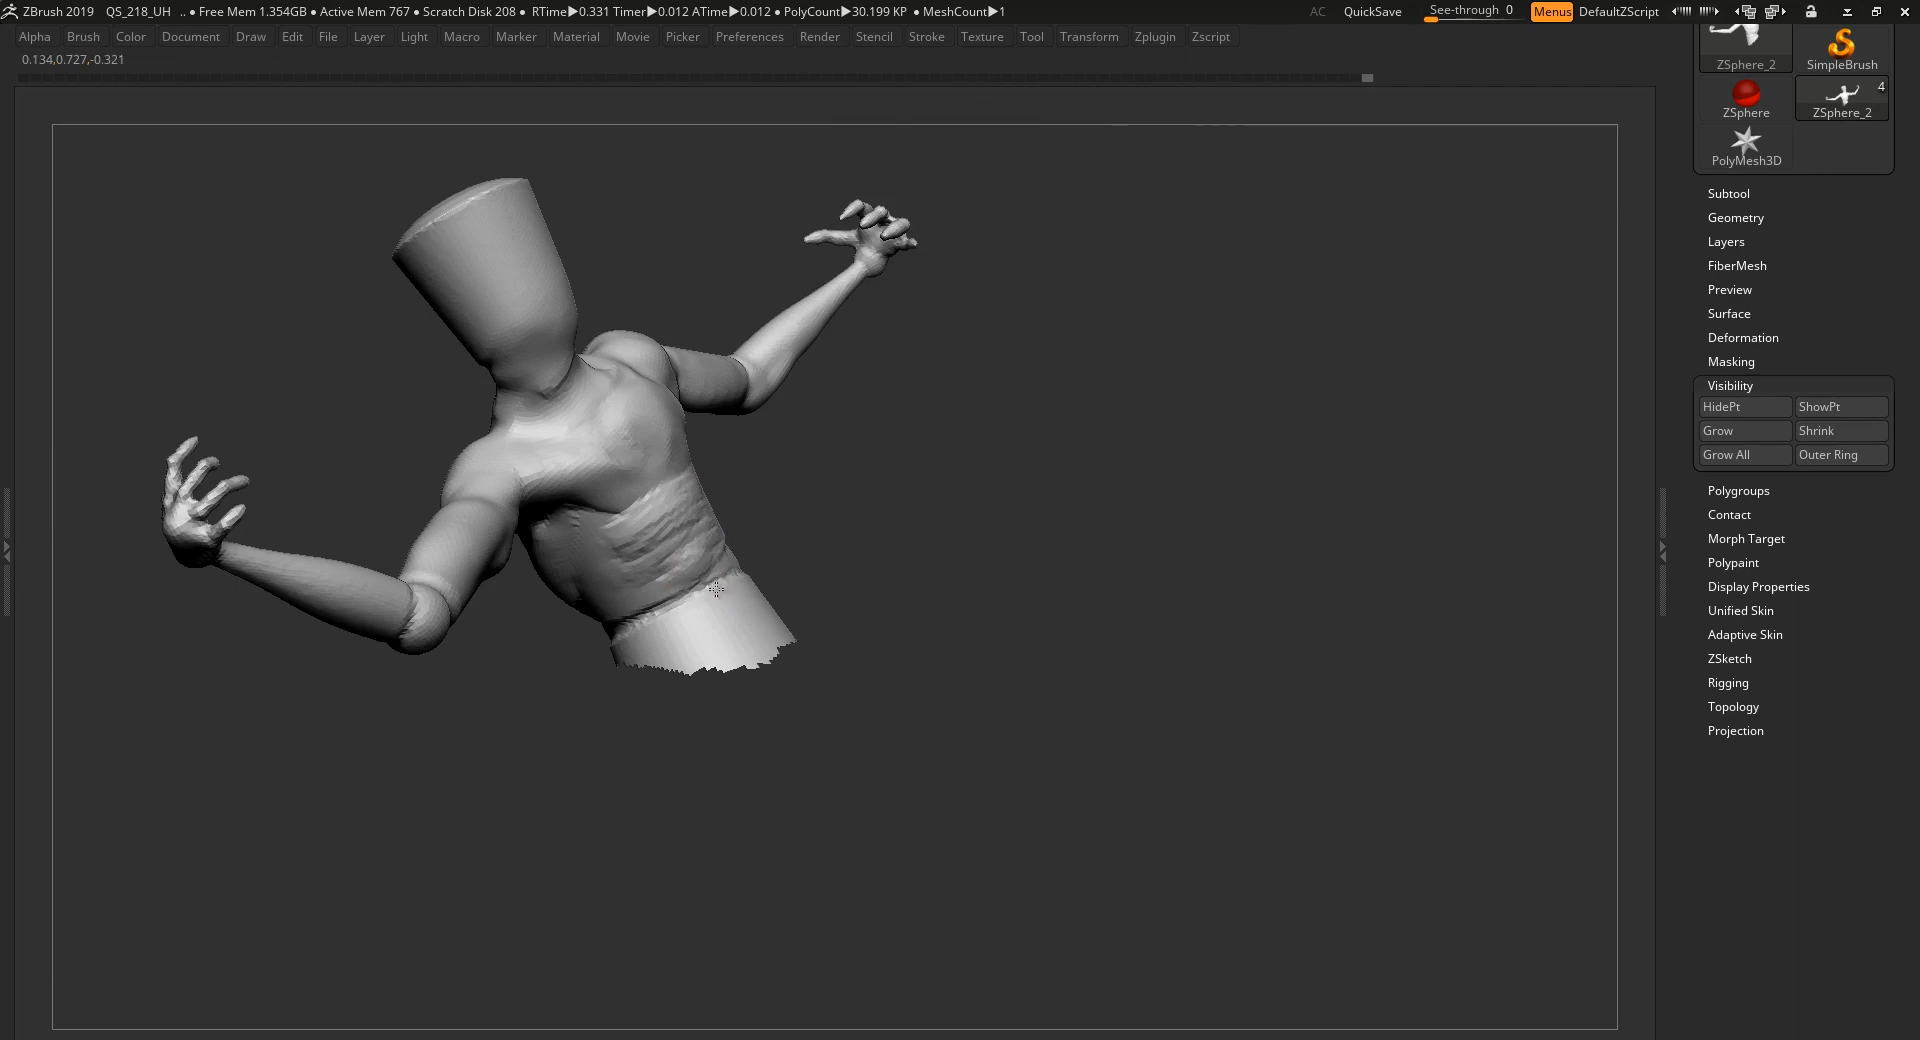 ZBrush 2019 QS_218_UH .. ● Free Mem 1.354GB ● Active Mem 767 ● Scratch Disk 208 ● RTime▶0.331 Timer▶0.012 ATime▶0.012 ● PolyCount▶30.199 KP ● MeshCount▶1 AC QuickSave See-through 0 Menus DefaultZScript
Alpha Brush Color Document Draw Edit File Layer Light Macro Marker Material Movie Picker Preferences Render Stencil Stroke Texture Tool Transform Zplugin Zscript
0.134,0.727,-0.321
ZSphere_2 SimpleBrush
4
ZSphere ZSphere_2
PolyMesh3D
Subtool
Geometry
Layers
FiberMesh
Preview
Surface
Deformation
Masking
Visibility
HidePt ShowPt
Grow Shrink
Grow All Outer Ring
Polygroups
Contact
Morph Target
Polypaint
Display Properties
Unified Skin
Adaptive Skin
ZSketch
Rigging
Topology
Projection